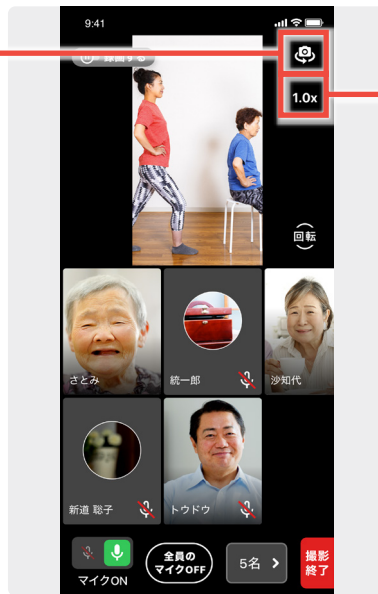 9:41
録画する
1.0x
回転
さとみ
統一郎
沙知代
新道 聡子
トウドウ
マイクON
全員の
マイクOFF
5名
撮影
終了